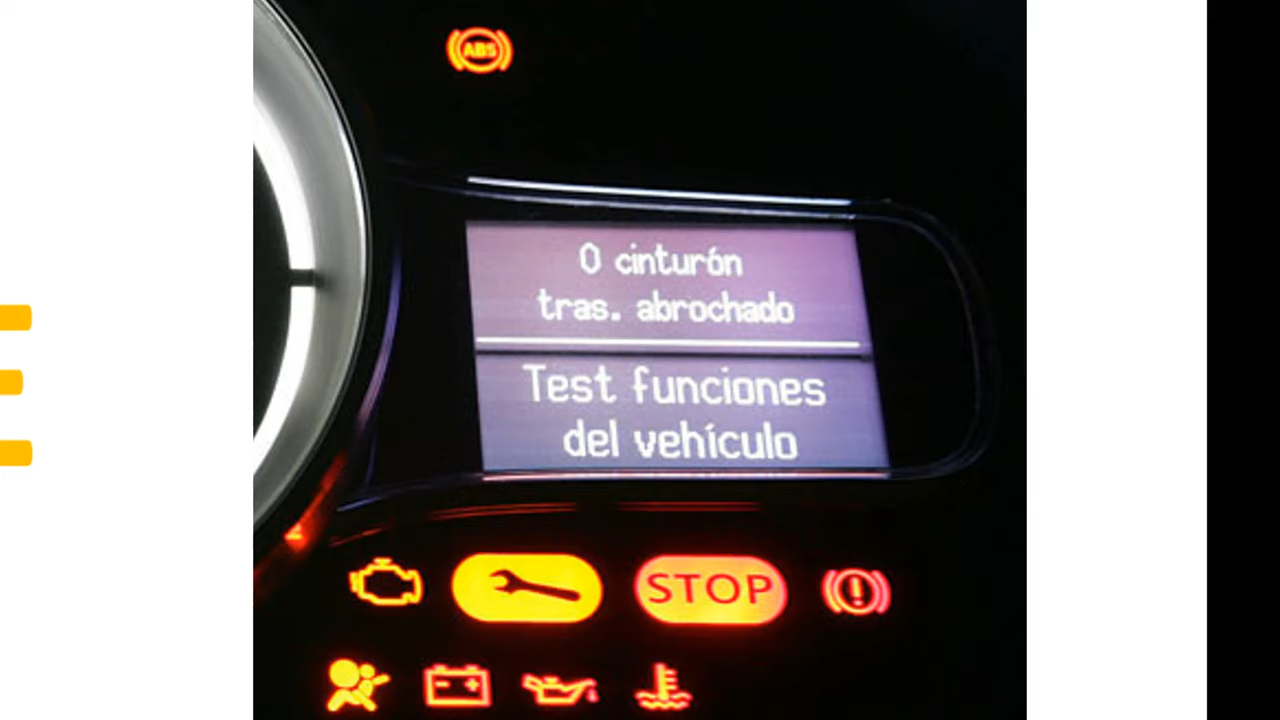 ABS
0 cinturón
tras. abrochado
Test funciones
del vehículo
STOP